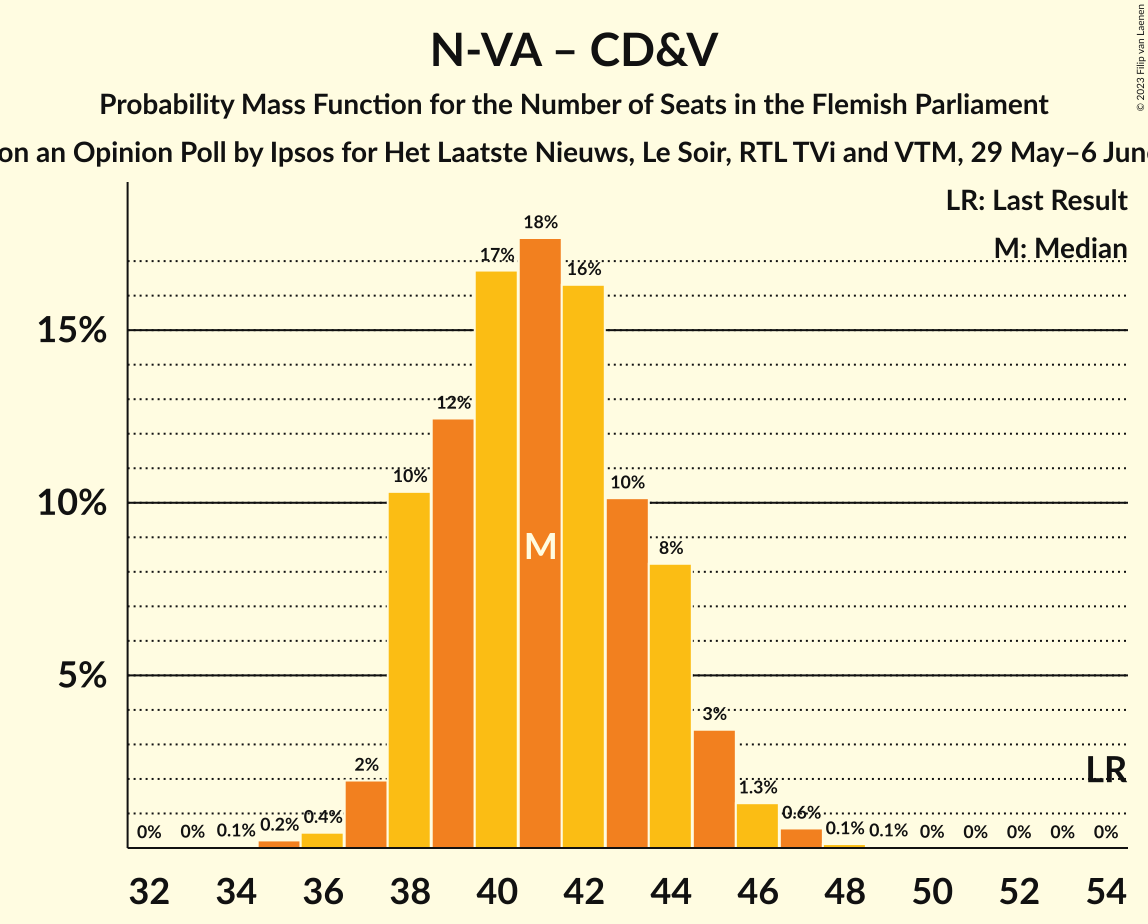 N-VA – CD&V
Probability Mass Function for the Number of Seats in the Flemish Parliament
on an Opinion Poll by Ipsos for Het Laatste Nieuws, Le Soir, RTL TVi and VTM, 29 May–6 June
© 2023 Filip van Laenen
LR: Last Result
M: Median
18%
17%
16%
15%
12%
10%
10%
10%
M
8%
5%
3%
LR
2%
1.3%
0% 0% 0.1% 0.2% 0.4% 0.6% 0.1% 0.1% 0% 0% 0% 0% 0%
32 34 36 38 40 42 44 46 48 50 52 54